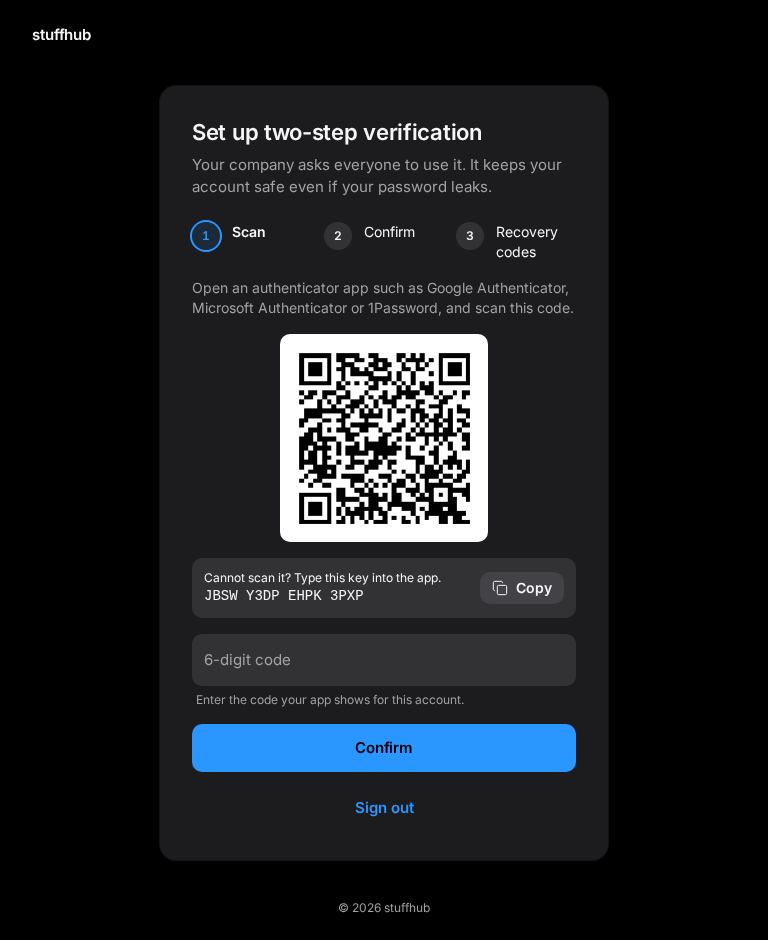 stuffhub
Set up two-step verification
Your company asks everyone to use it. It keeps your
account safe even if your password leaks.
1 Scan
2 Confirm
3 Recovery
codes
Open an authenticator app such as Google Authenticator,
Microsoft Authenticator or 1Password, and scan this code.
Cannot scan it? Type this key into the app.
JBSW Y3DP EHPK 3PXP
Copy
6-digit code
Enter the code your app shows for this account.
Confirm
Sign out
© 2026 stuffhub